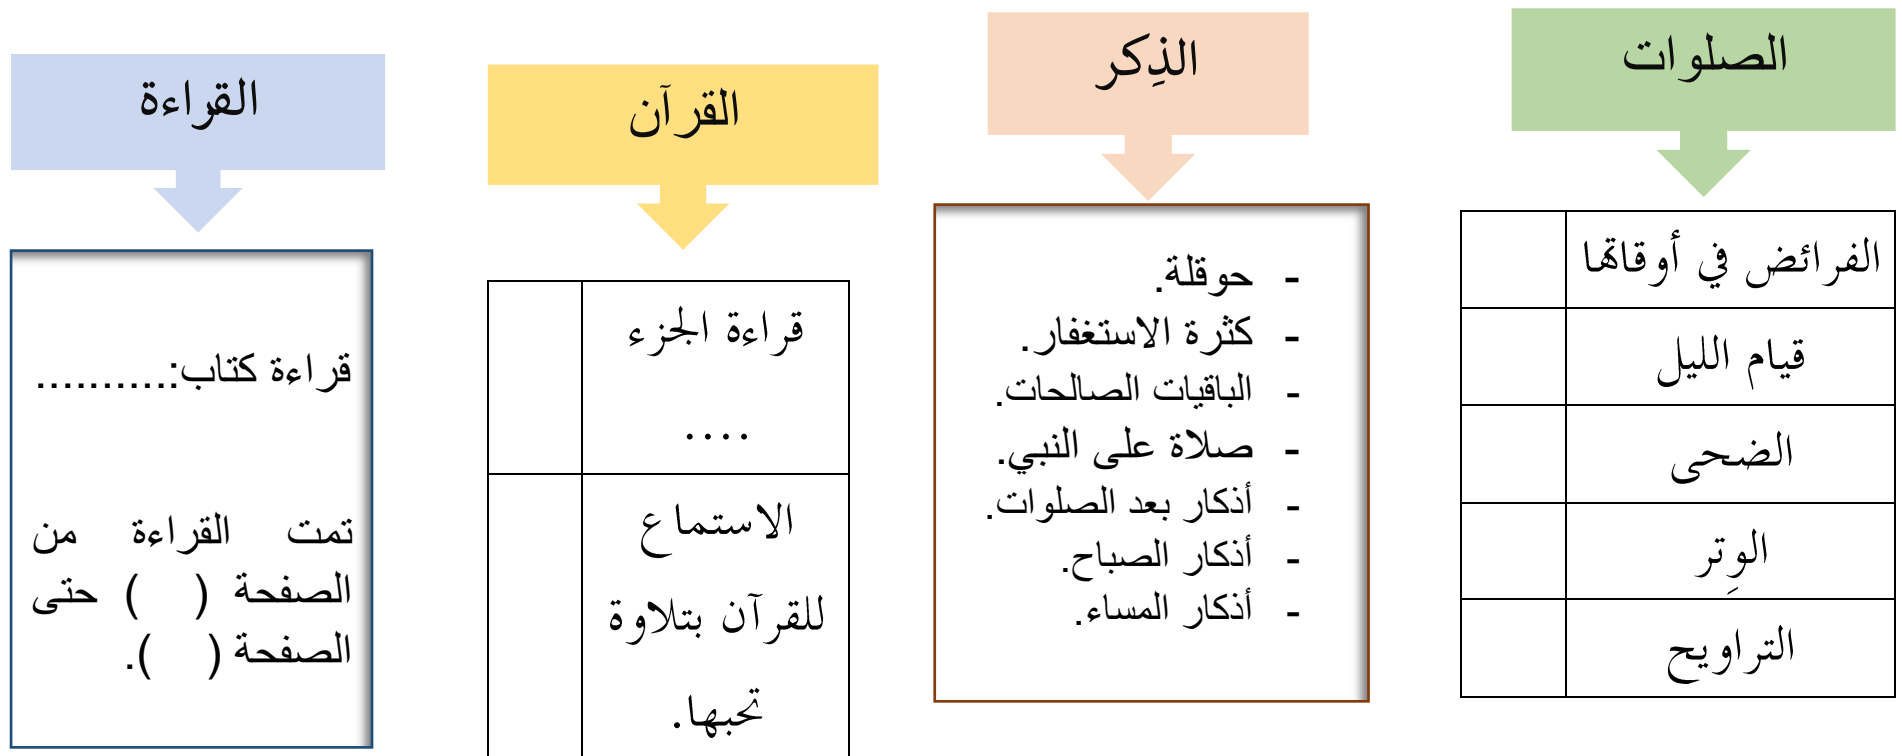 الصلوات
الفرائض في أوقاتها
قيام الليل
الضحى
الوِتر
التراويح
الذِكر
- حوقلة.
- كثرة الاستغفار.
- الباقيات الصالحات.
- صلاة على النبي.
- أذكار بعد الصلوات.
- أذكار الصباح.
- أذكار المساء.
القرآن
قراءة الجزء
....
الاستماع
للقرآن بتلاوة
تحبها.
القراءة
قراءة كتاب:..........
تمت القراءة من
الصفحة ( ) حتى
الصفحة ( ).